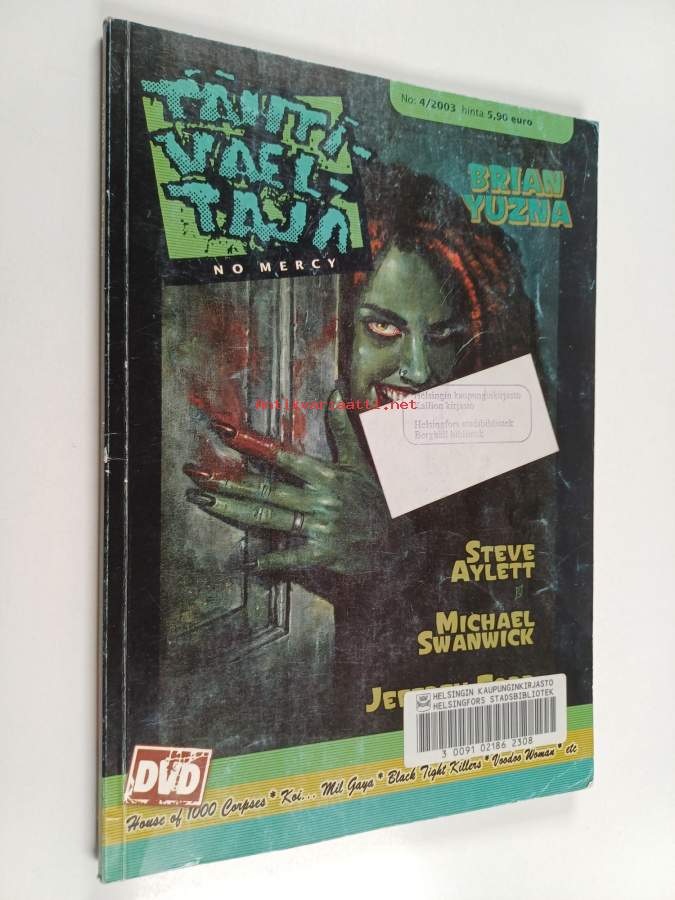 No: 4/2003 hinta 5,90 euro
TÄHTI-
VAEL-
TAJA
NO MERCY
BRIAN
YUZNA
Helsingin kaupunginkirjasto
Kallion kirjasto
Helsingfors stadsbibliotek
Berghäll bibliotek
Antikvariaatti.net
STEVE
AYLETT
MICHAEL
SWANWICK
HELSINGIN KAUPUNGINKIRJASTO
HELSINGFORS STADSBIBLIOTEK
3 0091 02186 2308
DVD
House of 1000 Corpses * Koi... Mil Gaya * Black Tight Killers * Voodoo Woman * etc